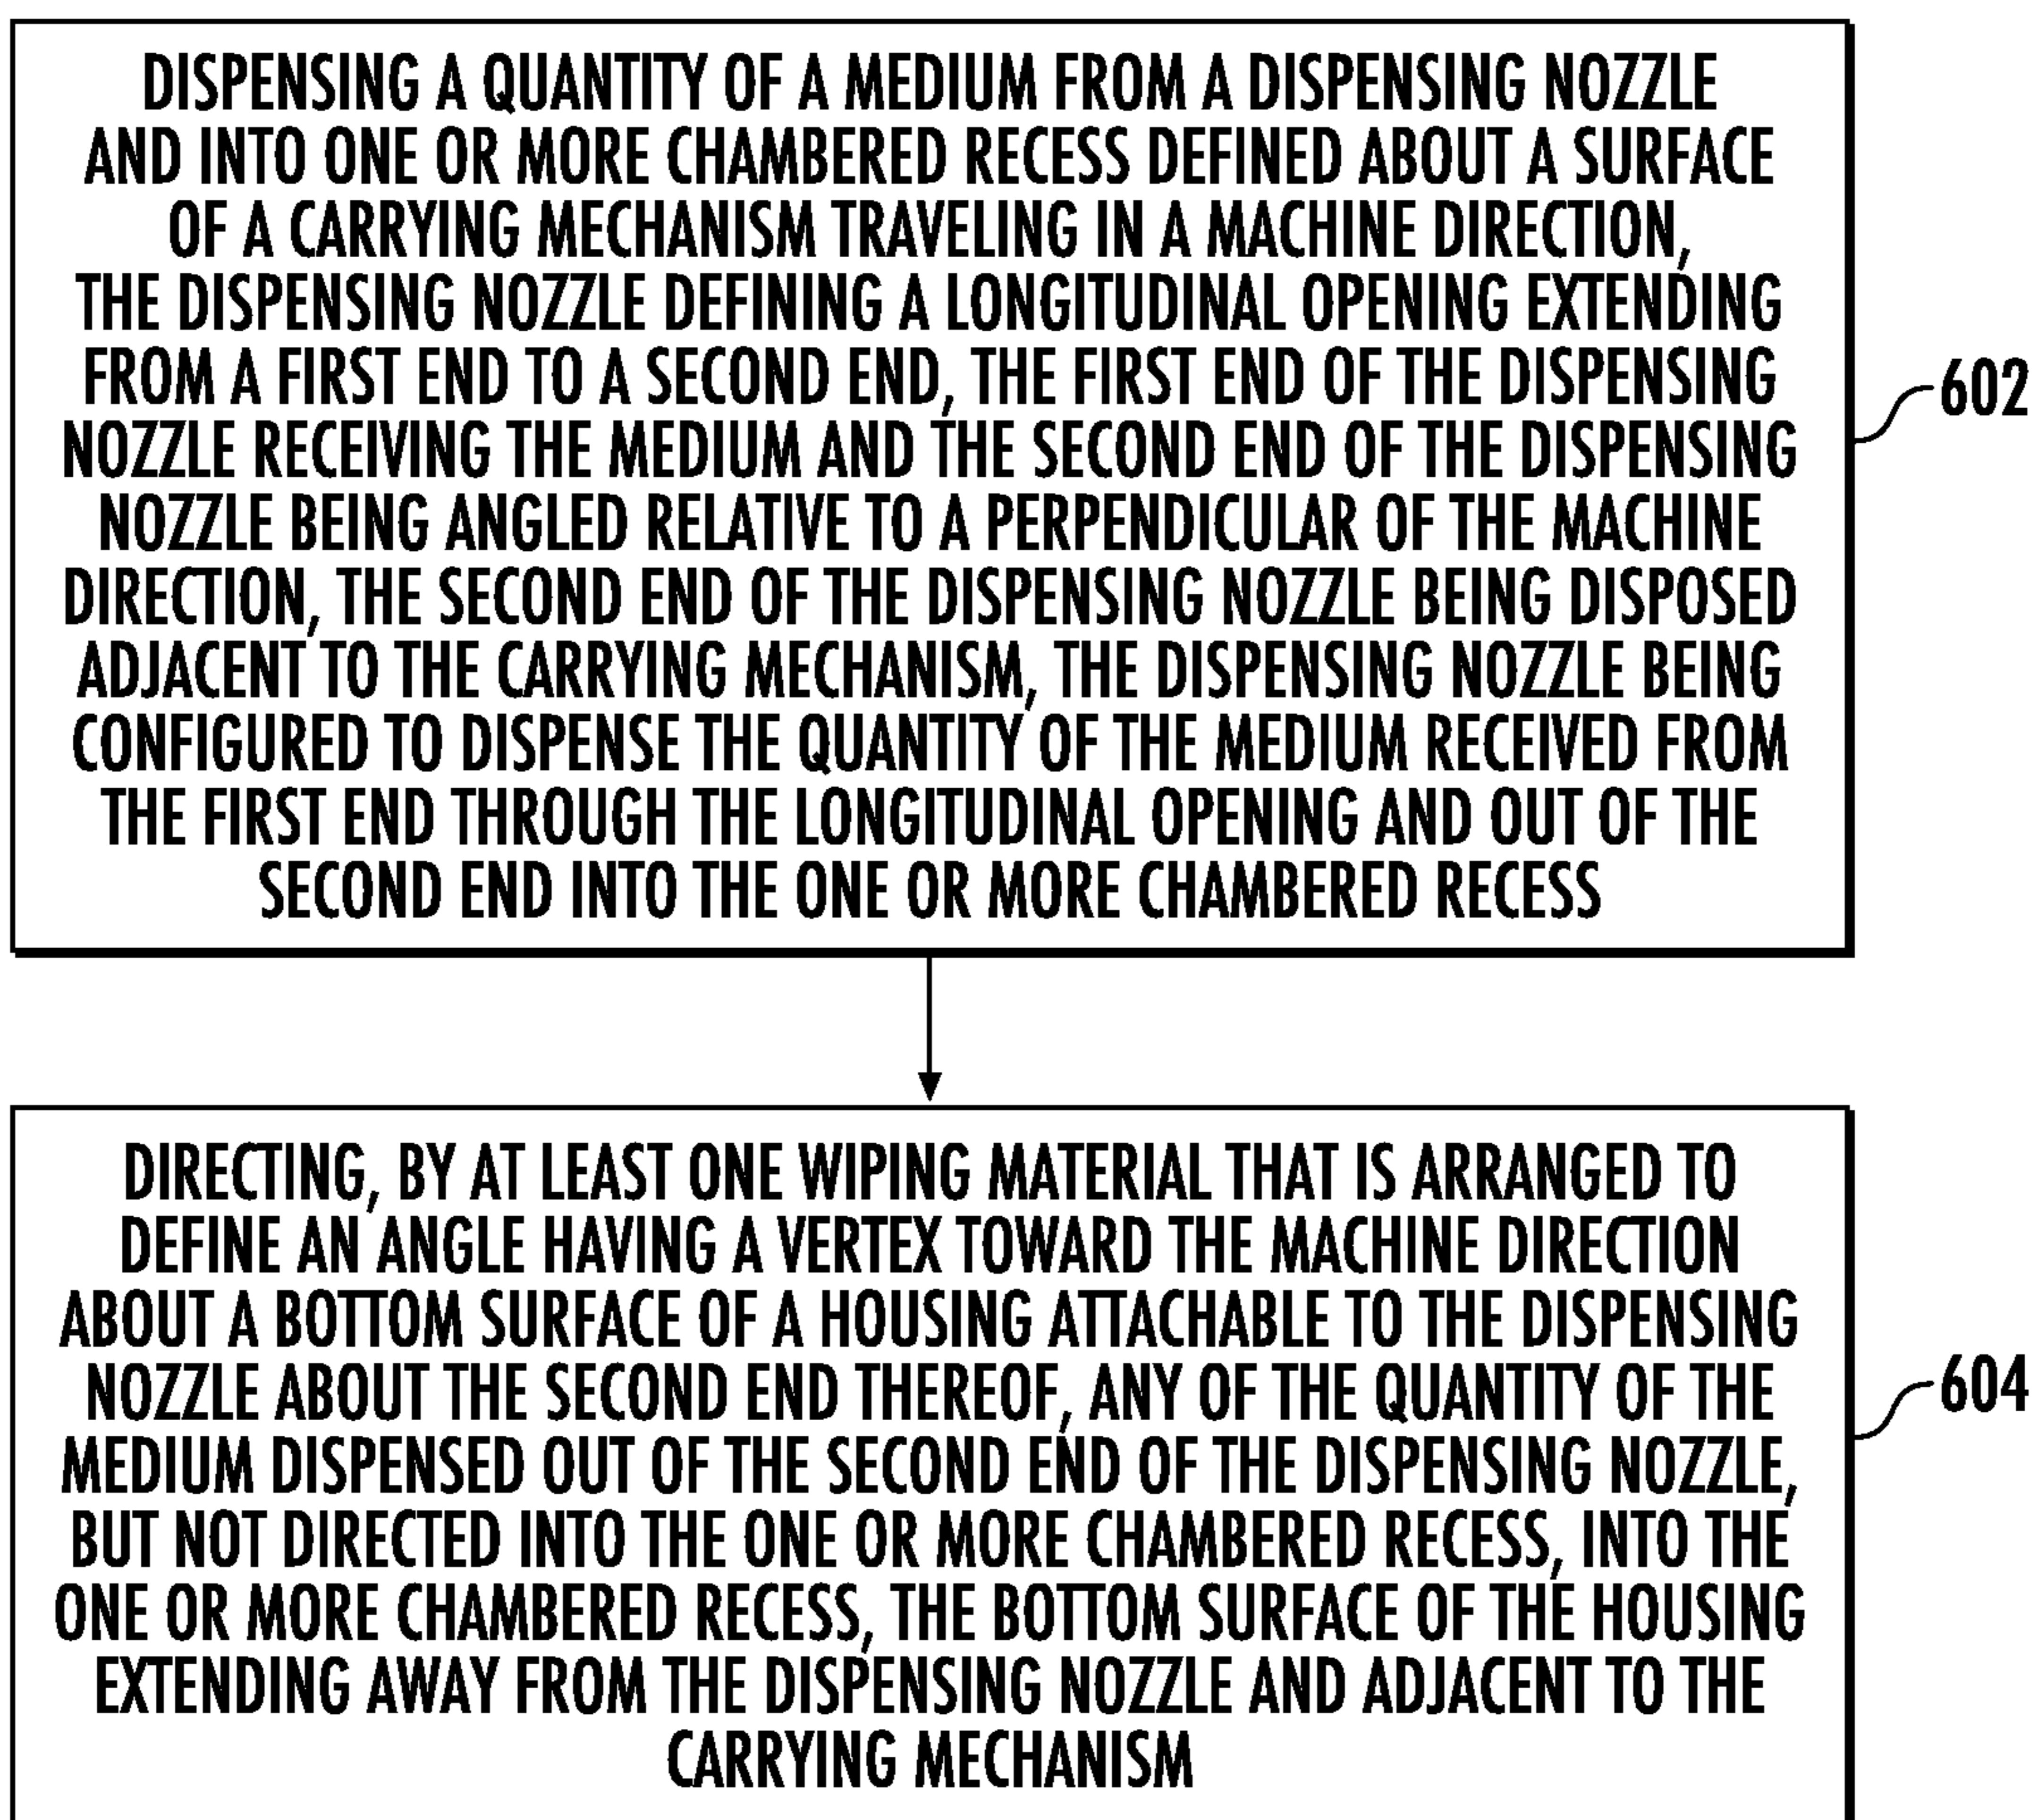 DISPENSING A QUANTITY OF A MEDIUM FROM A DISPENSING NOZZLE
AND INTO ONE OR MORE CHAMBERED RECESS DEFINED ABOUT A SURFACE
OF A CARRYING MECHANISM TRAVELING IN A MACHINE DIRECTION,
THE DISPENSING NOZZLE DEFINING A LONGITUDINAL OPENING EXTENDING
FROM A FIRST END TO A SECOND END, THE FIRST END OF THE DISPENSING
NOZZLE RECEIVING THE MEDIUM AND THE SECOND END OF THE DISPENSING
NOZZLE BEING ANGLED RELATIVE TO A PERPENDICULAR OF THE MACHINE
DIRECTION, THE SECOND END OF THE DISPENSING NOZZLE BEING DISPOSED
ADJACENT TO THE CARRYING MECHANISM, THE DISPENSING NOZZLE BEING
CONFIGURED TO DISPENSE THE QUANTITY OF THE MEDIUM RECEIVED FROM
THE FIRST END THROUGH THE LONGITUDINAL OPENING AND OUT OF THE
SECOND END INTO THE ONE OR MORE CHAMBERED RECESS
602
DIRECTING, BY AT LEAST ONE WIPING MATERIAL THAT IS ARRANGED TO
DEFINE AN ANGLE HAVING A VERTEX TOWARD THE MACHINE DIRECTION
ABOUT A BOTTOM SURFACE OF A HOUSING ATTACHABLE TO THE DISPENSING
NOZZLE ABOUT THE SECOND END THEREOF, ANY OF THE QUANTITY OF THE
MEDIUM DISPENSED OUT OF THE SECOND END OF THE DISPENSING NOZZLE,
BUT NOT DIRECTED INTO THE ONE OR MORE CHAMBERED RECESS, INTO THE
ONE OR MORE CHAMBERED RECESS, THE BOTTOM SURFACE OF THE HOUSING
EXTENDING AWAY FROM THE DISPENSING NOZZLE AND ADJACENT TO THE
CARRYING MECHANISM
604